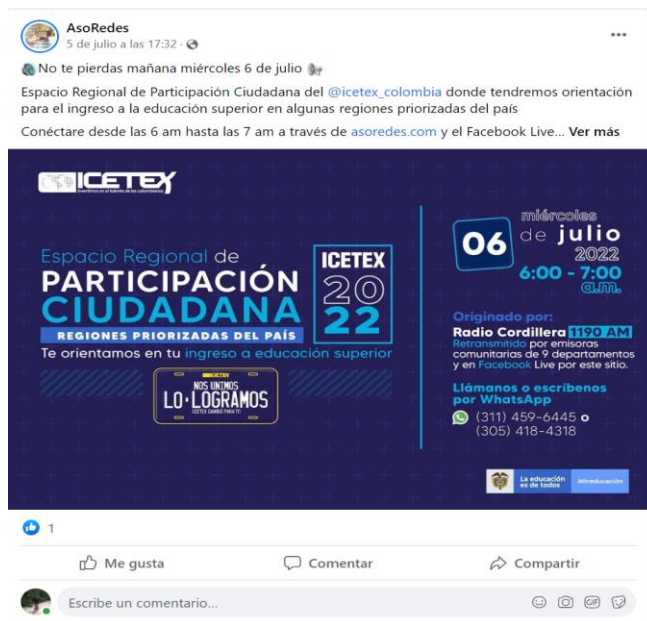 AsoRedes
5 de julio a las 17:32 ·
No te pierdas mañana miércoles 6 de julio
Espacio Regional de Participación Ciudadana del @icetex_colombia donde tendremos orientación
para el ingreso a la educación superior en algunas regiones priorizadas del país
Conéctare desde las 6 am hasta las 7 am a través de asoredes.com y el Facebook Live... Ver más
ICETEX
Espacio Regional de
PARTICIPACIÓN
CIUDADANA
REGIONES PRIORIZADAS DEL PAÍS
ICETEX
20
22
Te orientamos en tu ingreso a educación superior
NOS UNIMOS
LO·LOGRAMOS
06
miércoles
de julio
2022
6:00 - 7:00
a.m.
Originado por:
Radio Cordillera 1190 AM
Retransmitido por emisoras
comunitarias de 9 departamentos
y en Facebook Live por este sitio.
Llámanos o escríbenos
por WhatsApp
(311) 459-6445 o
(305) 418-4318
La educación
es de todos
Mineducación
1
Me gusta
Comentar
Compartir
Escribe un comentario...
GIF